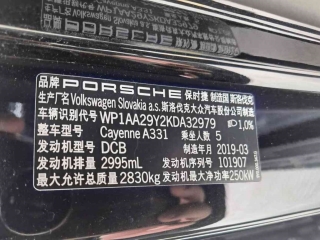 品牌 PORSCHE 保时捷 制造国 斯洛伐克
生产厂名 Volkswagen Slovakia a.s. 斯洛伐克大众汽车股份制造
车辆识别代号 WP1AA29Y2KDA32979 1,0%
整车型号 Cayenne A331 乘坐人数 5
发动机型号 DCB 制造年月 2019-03
发动机排量 2995mL 发动机序号 101907
最大允许总质量 2830kg 发动机最大净功率 250kW